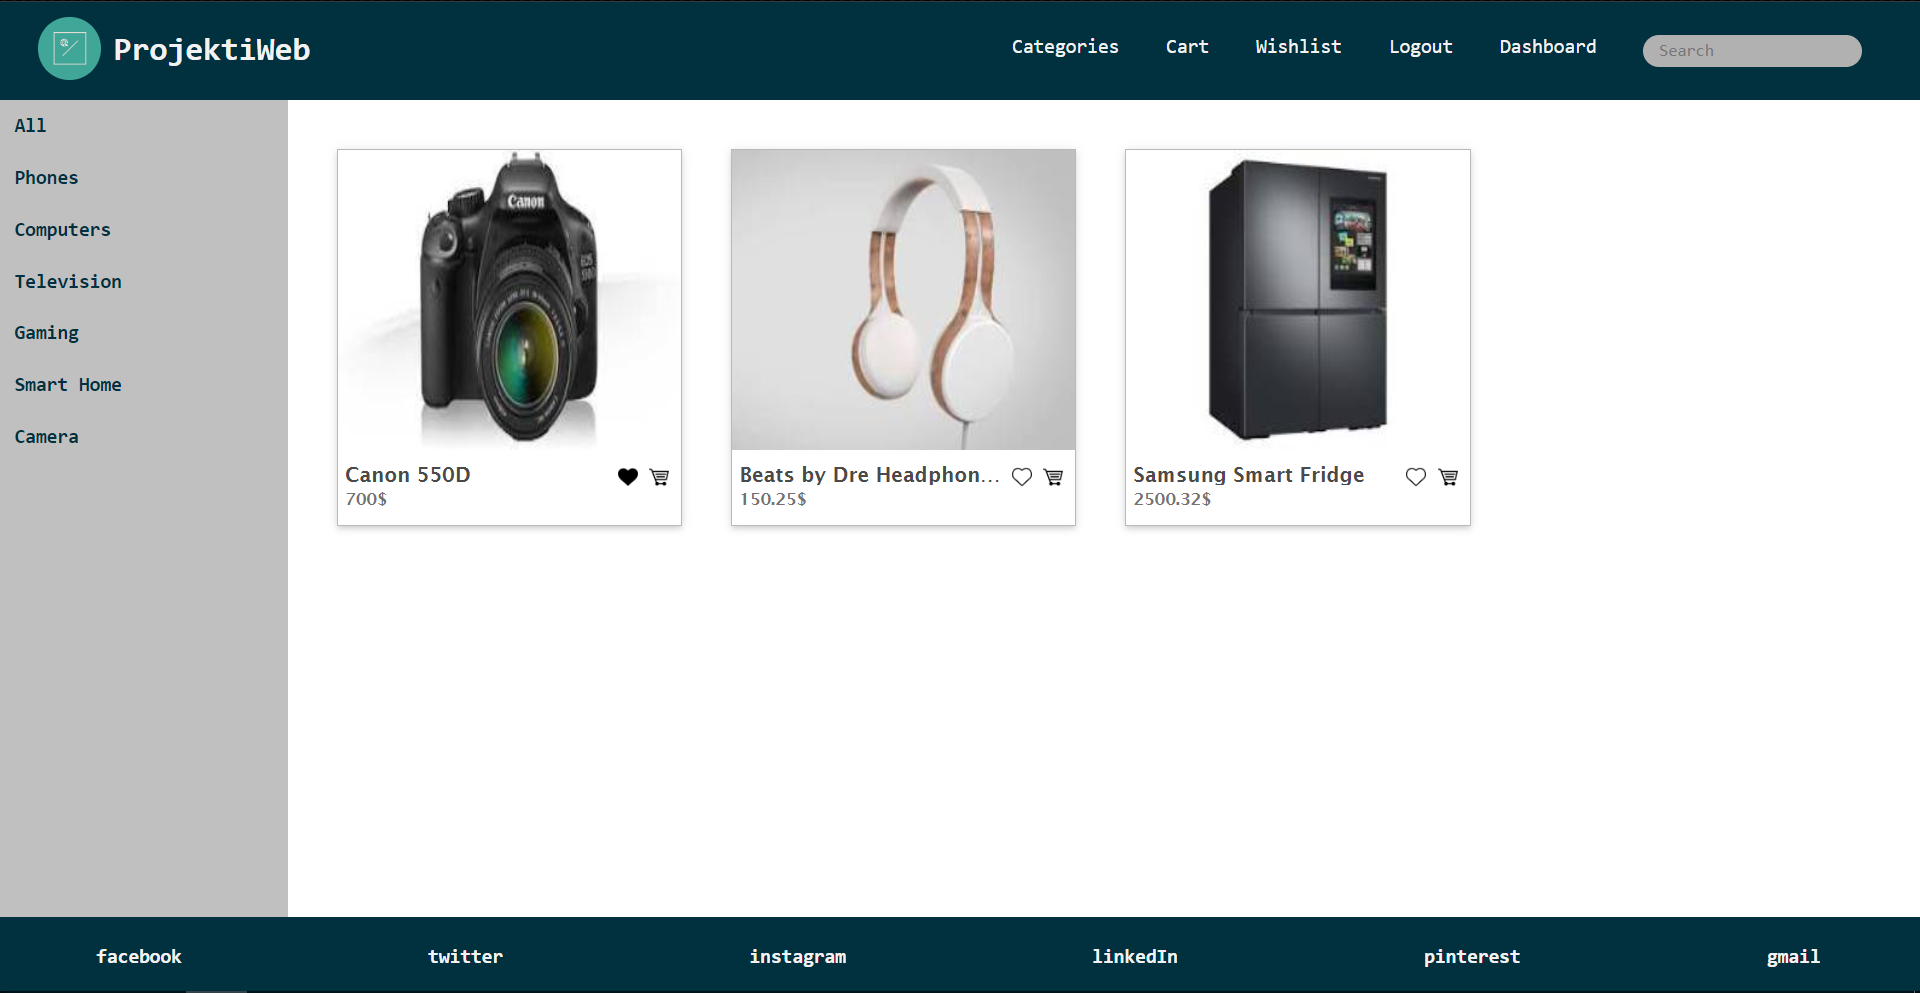 ProjektiWeb
Categories Cart Wishlist Logout Dashboard Search
All
Phones
Computers
Television
Gaming
Smart Home
Camera
Canon
Canon 550D
700$
Beats by Dre Headphon...
150.25$
Samsung Smart Fridge
2500.32$
facebook twitter instagram linkedIn pinterest gmail